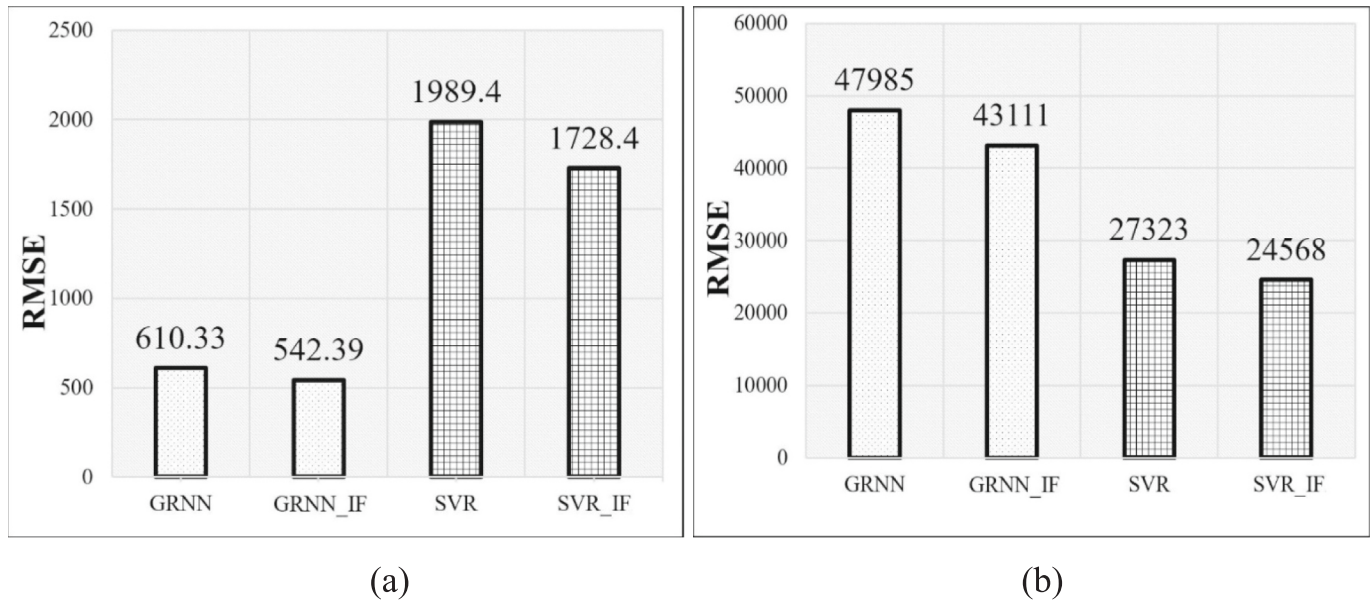 2500
2000
1500
1000
500
0
RMSE
610.33
542.39
1989.4
1728.4
GRNN
GRNN_IF
SVR
SVR_IF
(a)
60000
50000
40000
30000
20000
10000
0
RMSE
47985
43111
27323
24568
GRNN
GRNN_IF
SVR
SVR_IF
(b)